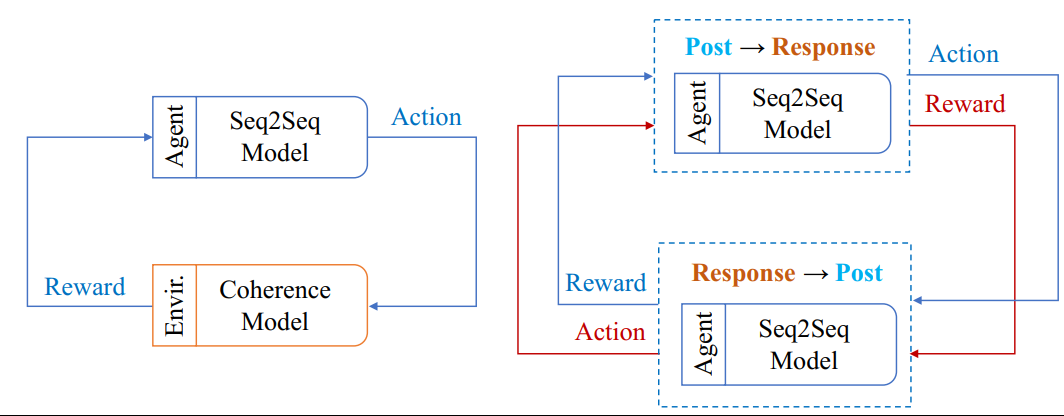 Agent
Seq2Seq
Model
Action
Reward
Envir.
Coherence
Model
Post → Response
Agent
Seq2Seq
Model
Action
Reward
Reward
Action
Response → Post
Agent
Seq2Seq
Model